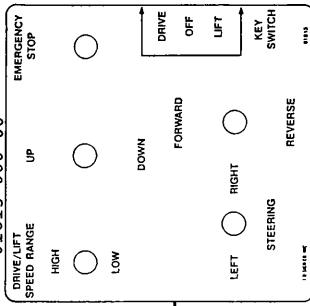 DRIVE/LIFT
SPEED RANGE
UP
EMERGENCY
STOP
HIGH
LOW
DOWN
DRIVE
OFF
LIFT
FORWARD
LEFT
RIGHT
STEERING
REVERSE
KEY
SWITCH